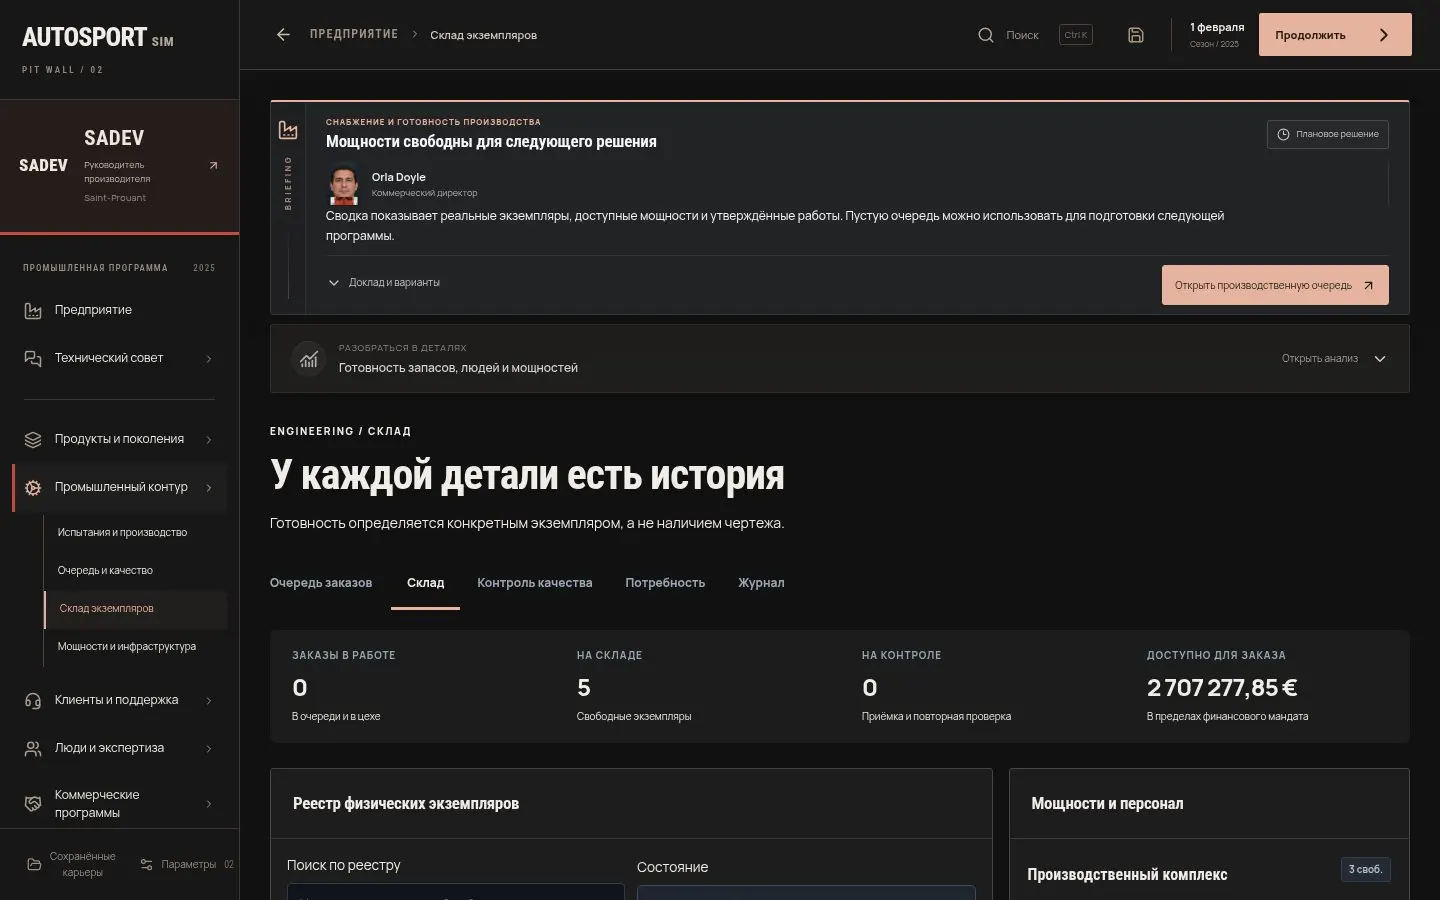 AUTOSPORT SIM
PIT WALL / 02
ПРЕДПРИЯТИЕ
Склад экземпляров
Поиск
Ctrl K
1 февраля
Сезон / 2025
Продолжить
SADEV
SADEV
Руководитель
производителя
Saint-Prouant
ПРОМЫШЛЕННАЯ ПРОГРАММА 2025
Предприятие
Технический совет
Продукты и поколения
Промышленный контур
Испытания и производство
Очередь и качество
Склад экземпляров
Мощности и инфраструктура
Клиенты и поддержка
Люди и экспертиза
Коммерческие
программы
Сохранённые
карьеры
Параметры 02
BRIEFING
СНАБЖЕНИЕ И ГОТОВНОСТЬ ПРОИЗВОДСТВА
Мощности свободны для следующего решения
Плановое решение
Orla Doyle
Коммерческий директор
Сводка показывает реальные экземпляры, доступные мощности и утверждённые работы. Пустую очередь можно использовать для подготовки следующей
программы.
Доклад и варианты
Открыть производственную очередь
РАЗОБРАТЬСЯ В ДЕТАЛЯХ
Готовность запасов, людей и мощностей
Открыть анализ
ENGINEERING / СКЛАД
У каждой детали есть история
Готовность определяется конкретным экземпляром, а не наличием чертежа.
Очередь заказов
Склад
Контроль качества
Потребность
Журнал
ЗАКАЗЫ В РАБОТЕ
0
В очереди и в цехе
НА СКЛАДЕ
5
Свободные экземпляры
НА КОНТРОЛЕ
0
Приёмка и повторная проверка
ДОСТУПНО ДЛЯ ЗАКАЗА
2 707 277,85 €
В пределах финансового мандата
Реестр физических экземпляров
Поиск по реестру
Состояние
Мощности и персонал
Производственный комплекс
3 своб.